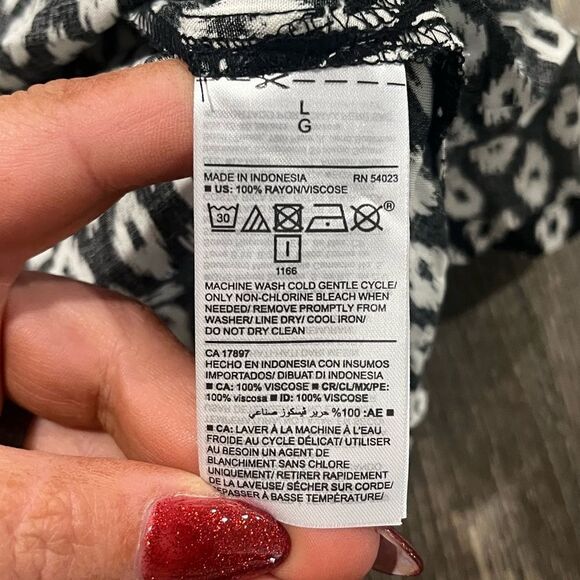 L
G
MADE IN INDONESIA RN 54023
■ US: 100% RAYON/VISCOSE
30 ®
I
1166
MACHINE WASH COLD GENTLE CYCLE/
ONLY NON-CHLORINE BLEACH WHEN
NEEDED/ REMOVE PROMPTLY FROM
WASHER/ LINE DRY/ COOL IRON/
DO NOT DRY CLEAN
CA 17897
HECHO EN INDONESIA CON INSUMOS
IMPORTADOS/ DIBUAT DI INDONESIA
■ CA: 100% VISCOSE ■ CR/CL/MX/PE:
100% viscosa ■ ID: 100% VISCOSE
■ AE: 100% حرير فيسكوز صناعي
■ CA: LAVER À LA MACHINE À L'EAU
FROIDE AU CYCLE DÉLICAT/ UTILISER
AU BESOIN UN AGENT DE
BLANCHIMENT SANS CHLORE
UNIQUEMENT/ RETIRER RAPIDEMENT
DE LA LAVEUSE/ SÉCHER SUR CORDE/
REPASSER À BASSE TEMPÉRATURE/